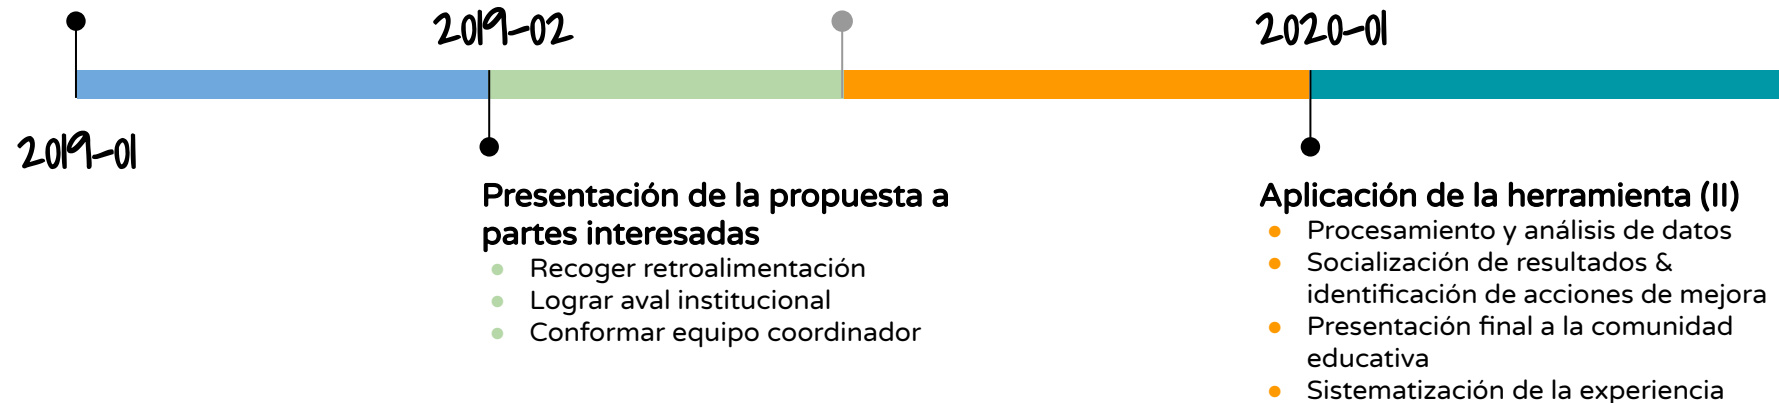 2019-02
2020-01
2019-01
Presentación de la propuesta a
partes interesadas
● Recoger retroalimentación
● Lograr aval institucional
● Conformar equipo coordinador
Aplicación de la herramienta (II)
● Procesamiento y análisis de datos
● Socialización de resultados &
identificación de acciones de mejora
● Presentación final a la comunidad
educativa
● Sistematización de la experiencia